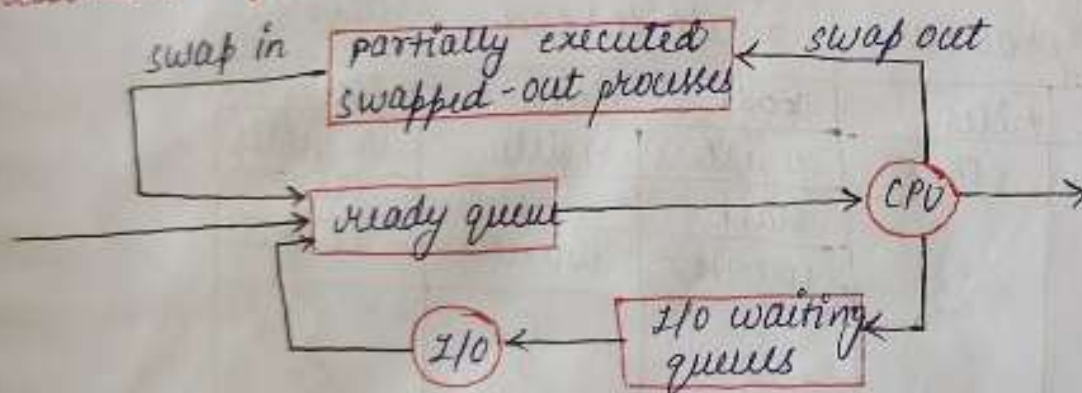 swap in
partially executed
swapped-out processes
swap out
ready queue
CPU
I/O
I/O waiting
queues